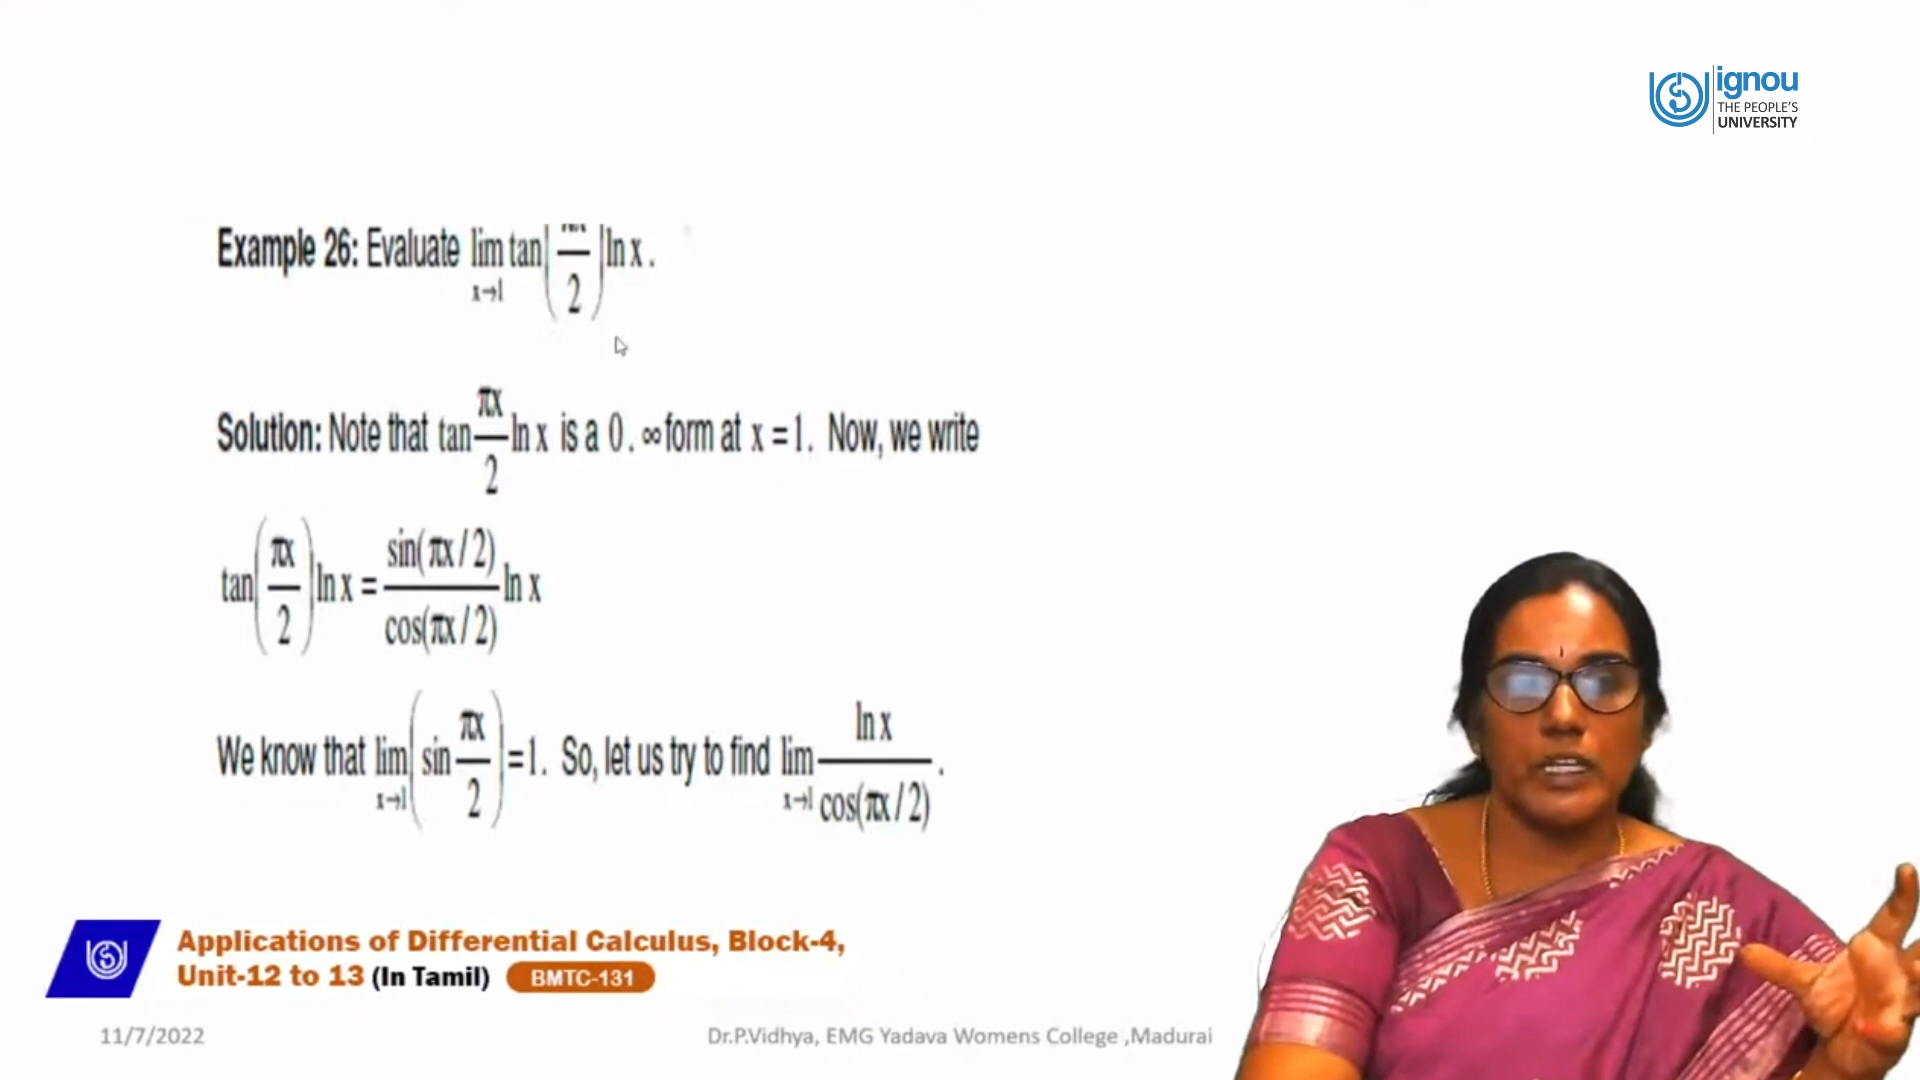 ignou
THE PEOPLE'S
UNIVERSITY
Example 26: Evaluate lim x→1 tan( /2) ln x.
Solution: Note that tan πx/2 ln x is a 0 . ∞ form at x = 1. Now, we write
tan(πx/2) ln x = sin(πx / 2)/cos(πx / 2) ln x
We know that lim x→1 (sin πx/2) = 1. So, let us try to find lim x→1 ln x/cos(πx / 2).
Applications of Differential Calculus, Block-4,
Unit-12 to 13 (In Tamil) BMTC-131
11/7/2022
Dr.P.Vidhya, EMG Yadava Womens College ,Madurai